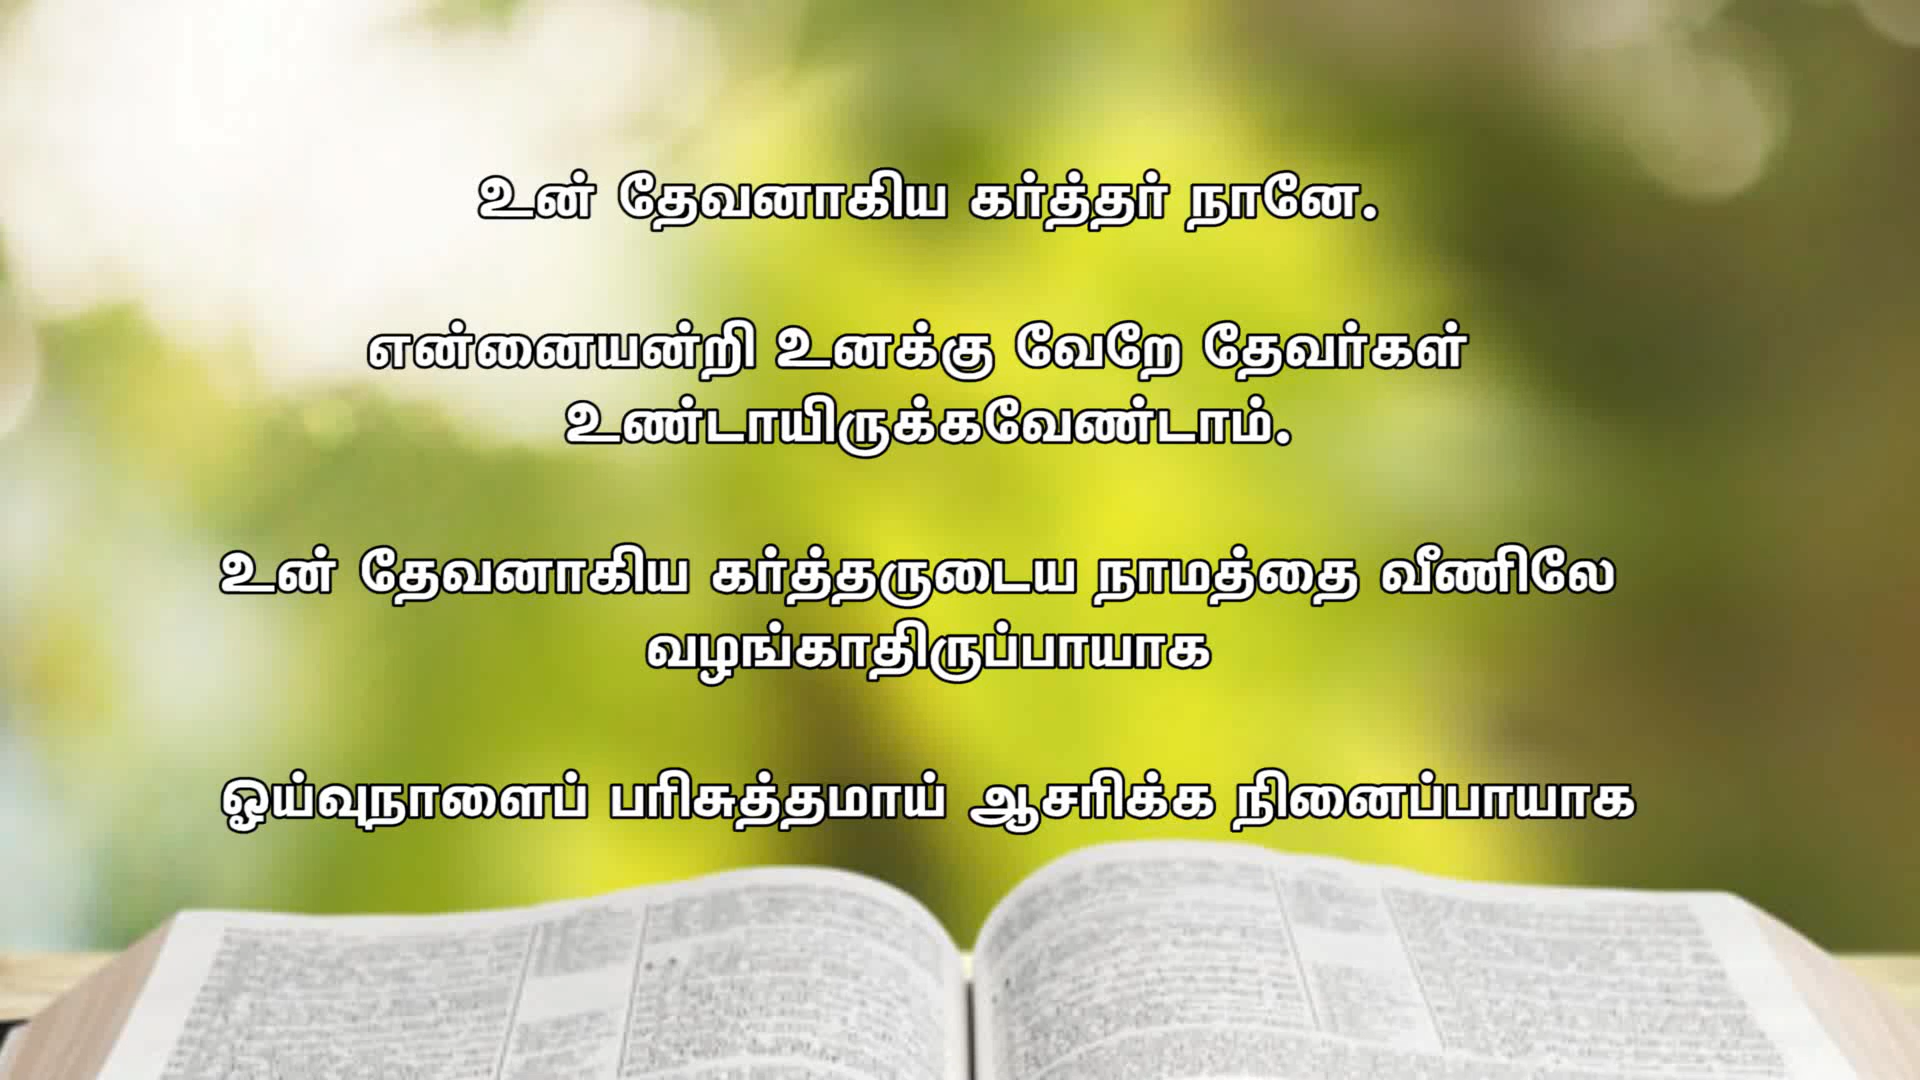 உன் தேவனாகிய கர்த்தர் நானே.
என்னையன்றி உனக்கு வேறே தேவர்கள்
உண்டாயிருக்கவேண்டாம்.
உன் தேவனாகிய கர்த்தருடைய நாமத்தை வீணிலே
வழங்காதிருப்பாயாக
ஓய்வுநாளைப் பரிசுத்தமாய் ஆசரிக்க நினைப்பாயாக